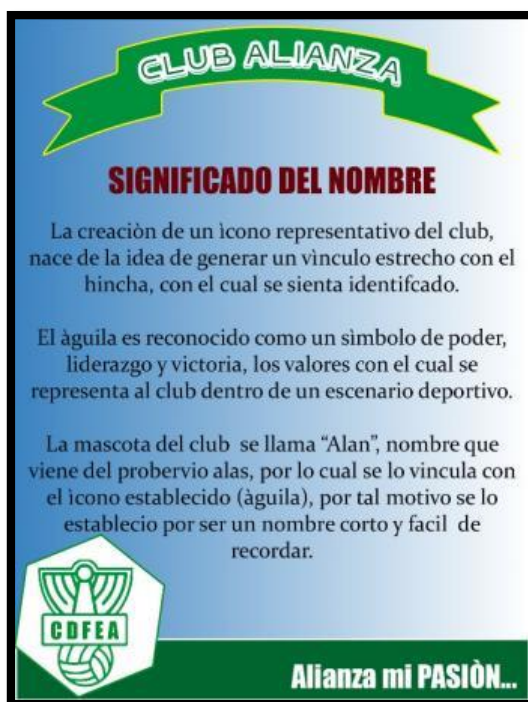 CLUB ALIANZA
SIGNIFICADO DEL NOMBRE
La creaciòn de un ìcono representativo del club,
nace de la idea de generar un vìnculo estrecho con el
hincha, con el cual se sienta identifcado.
El àguila es reconocido como un sìmbolo de poder,
liderazgo y victoria, los valores con el cual se
representa al club dentro de un escenario deportivo.
La mascota del club se llama “Alan”, nombre que
viene del probervio alas, por lo cual se lo vincula con
el ìcono establecido (àguila), por tal motivo se lo
establecio por ser un nombre corto y facil de
recordar.
CDFEA
Alianza mi PASIÒN...